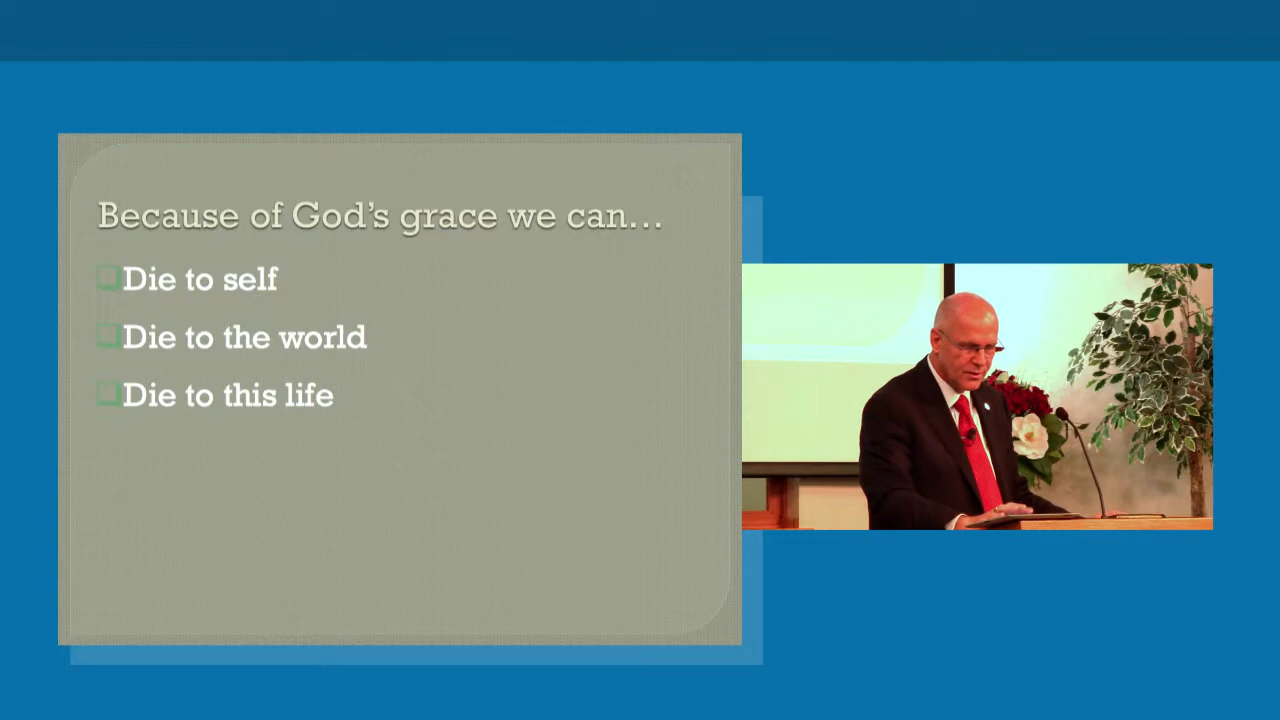 Because of God’s grace we can…
Die to self
Die to the world
Die to this life